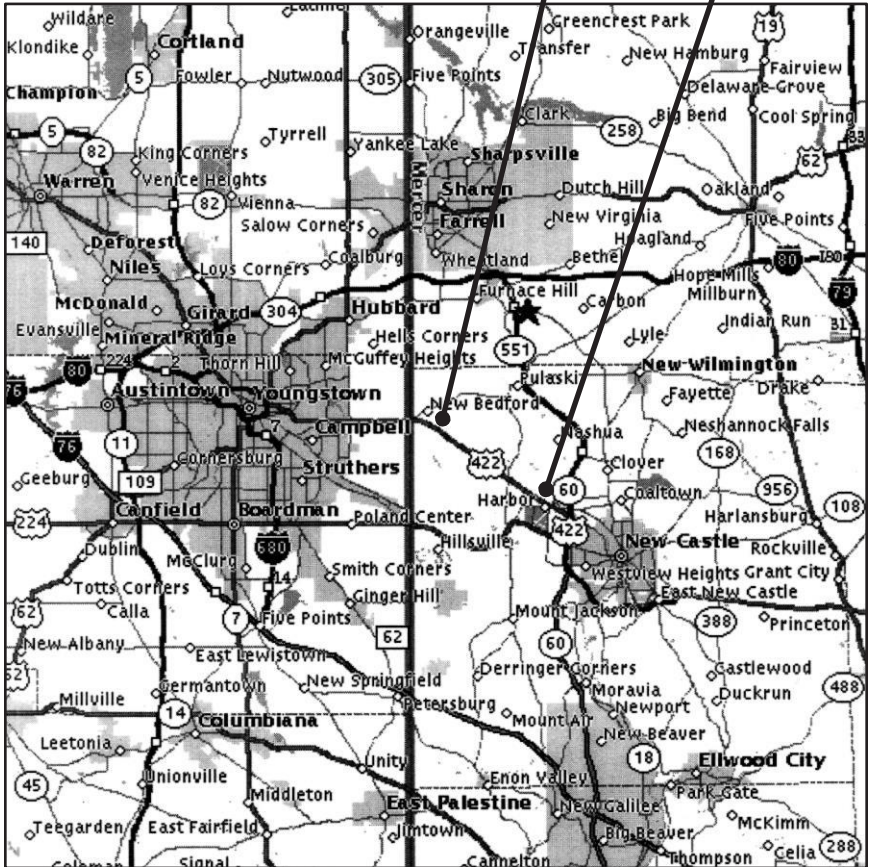 Wildare
Orangeville
Greencrest Park
19
Klondike
Cortland
Transfer
New Hamburg
Fairview
5
Fowler
Nutwood
305
Five Points
Delaware Grove
Champion
Clark
Big Bend
Cool Spring
5
Tyrrell
258
62
82
King Corners
Yankee Lake
Sharpsville
Warren
Venice Heights
Mercer
Sharon
Dutch Hill
Oakland
82
Vienna
Farrell
New Virginia
Five Points
140
Salow Corners
Hoagland
Deforest
Coalburg
Wheatland
Bethel
80
Niles
Loys Corners
Hope Mills
79
McDonald
304
Hubbard
Furnace Hill
Carbon
Millburn
Girard
Evansville
Hells Corners
Lyle
Indian Run
31
Mineral Ridge
551
224
2
Thorn Hill
McGuffey Heights
New Wilmington
80
Pulaski
Drake
76
Austintown
Youngstown
New Bedford
Fayette
7
Campbell
Neshannock Falls
11
Nashua
76
Cornersburg
422
Clover
168
Struthers
Geeburg
109
Harbor
60
Coaltown
956
108
224
Canfield
Boardman
Poland Center
422
Harlansburg
680
Hillsville
New Castle
Dublin
McClurg
Rockville
14
Smith Corners
Westview Heights
Grant City
Totts Corners
Ginger Hill
East New Castle
62
Calla
7
Five Points
Mount Jackson
388
Princeton
62
New Albany
60
East Lewistown
Derringer Corners
Castlewood
Germantown
New Springfield
Moravia
488
Millville
Petersburg
Newport
Duckrun
14
Columbiana
Mount Air
New Beaver
Leetonia
18
Ellwood City
Unity
Enon Valley
45
Unionville
Park Gate
Middleton
East Palestine
New Galilee
McKimm
Teegarden
East Fairfield
Jimtown
Big Beaver
288
Signal
Cannelton
Thompson
Celia